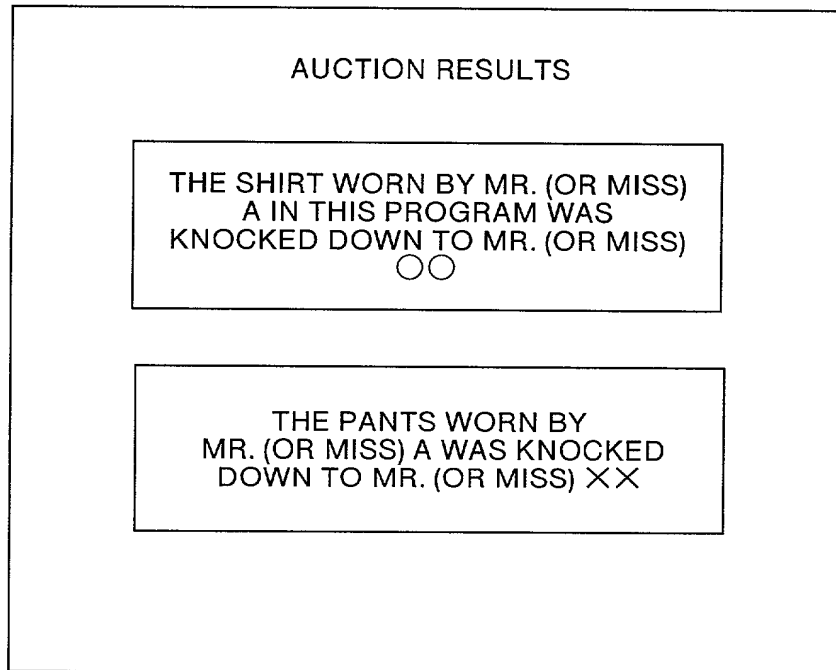 AUCTION RESULTS
THE SHIRT WORN BY MR. (OR MISS)
A IN THIS PROGRAM WAS
KNOCKED DOWN TO MR. (OR MISS)
○○
THE PANTS WORN BY
MR. (OR MISS) A WAS KNOCKED
DOWN TO MR. (OR MISS) ××